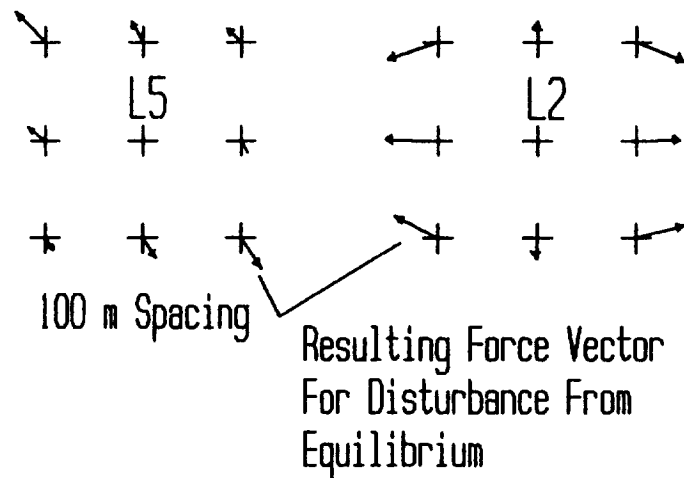 L5
L2
100 m Spacing
Resulting Force Vector
For Disturbance From
Equilibrium